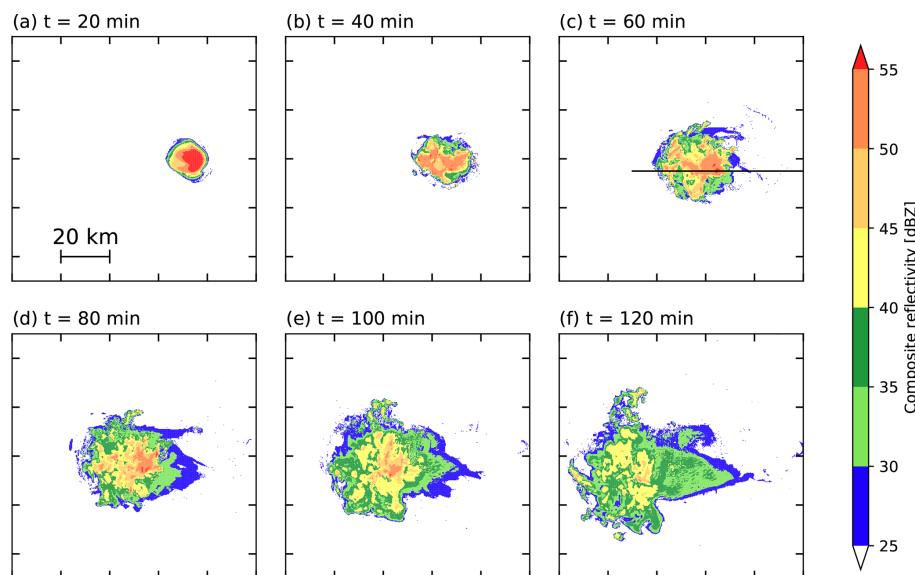 (a) t = 20 min
(b) t = 40 min
(c) t = 60 min
20 km
(d) t = 80 min
(e) t = 100 min
(f) t = 120 min
55
50
45
40
35
30
25
Composite reflectivity [dBZ]